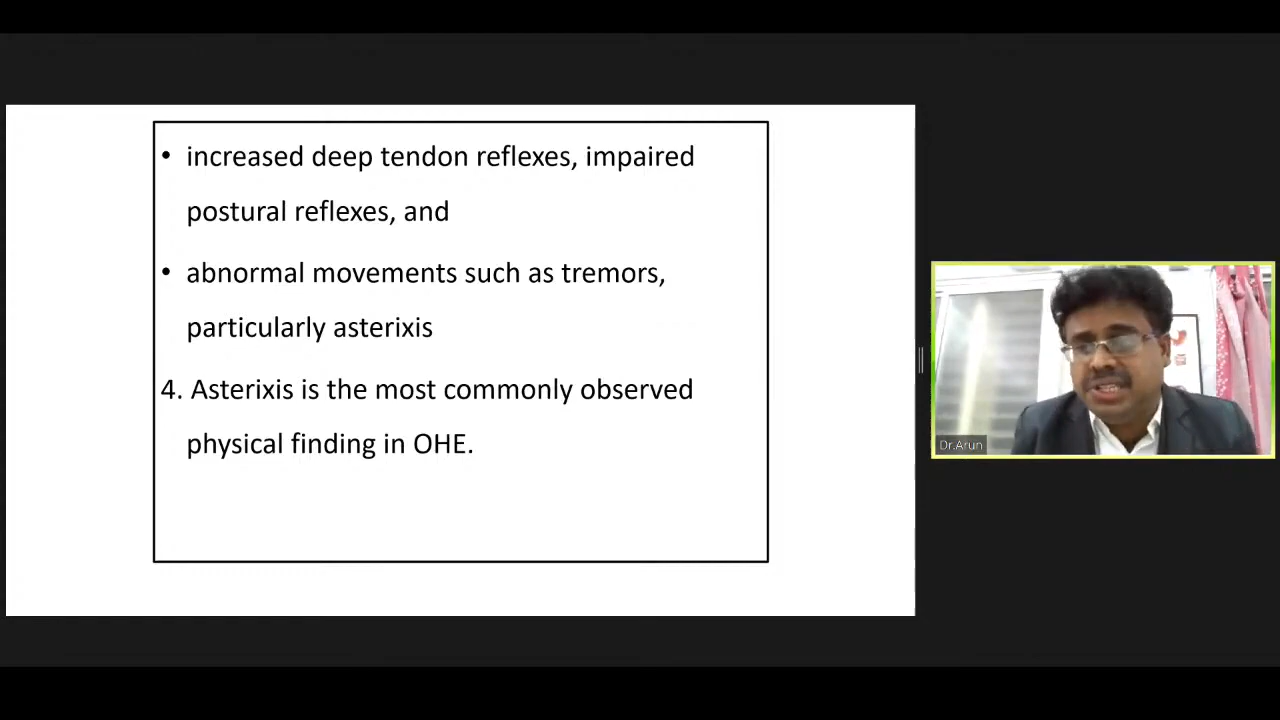 • increased deep tendon reflexes, impaired
postural reflexes, and
• abnormal movements such as tremors,
particularly asterixis
4. Asterixis is the most commonly observed
physical finding in OHE.
Dr.Arun